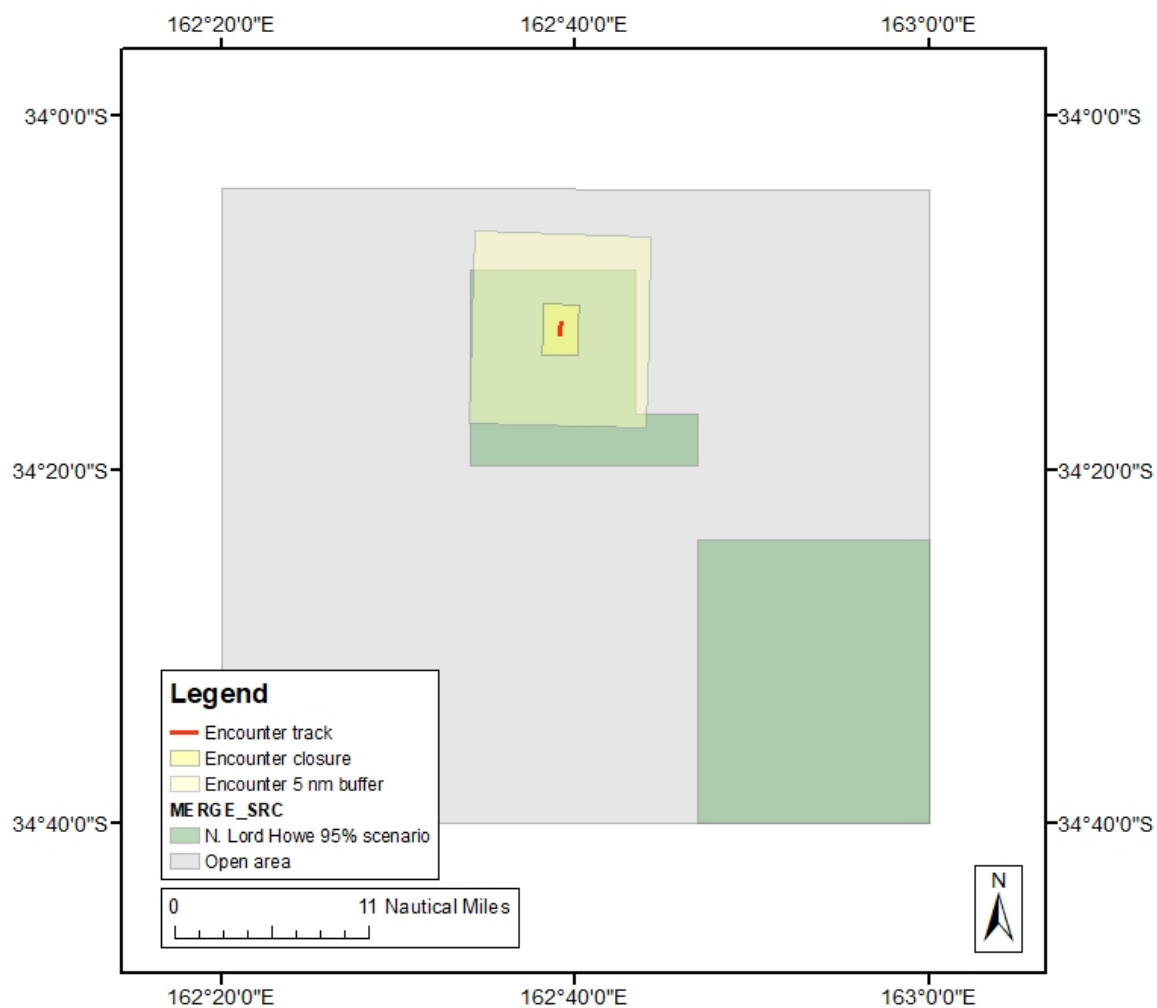 162°20'0"E 162°40'0"E 163°0'0"E
34°0'0"S 34°0'0"S
34°20'0"S 34°20'0"S
34°40'0"S 34°40'0"S
Legend
Encounter track
Encounter closure
Encounter 5 nm buffer
MERGE_SRC
N. Lord Howe 95% scenario
Open area
0 11 Nautical Miles
N
162°20'0"E 162°40'0"E 163°0'0"E